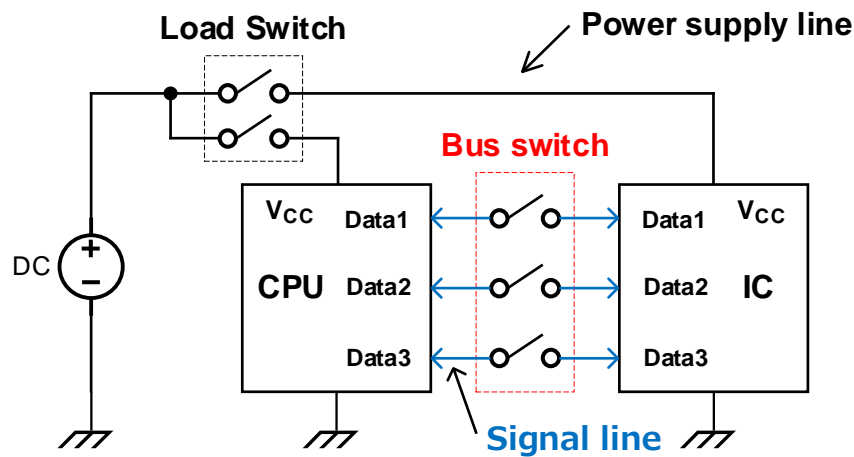 Load Switch
Power supply line
Bus switch
DC
+
−
VCC
Data1
CPU
Data2
Data3
Data1
VCC
Data2
IC
Data3
Signal line